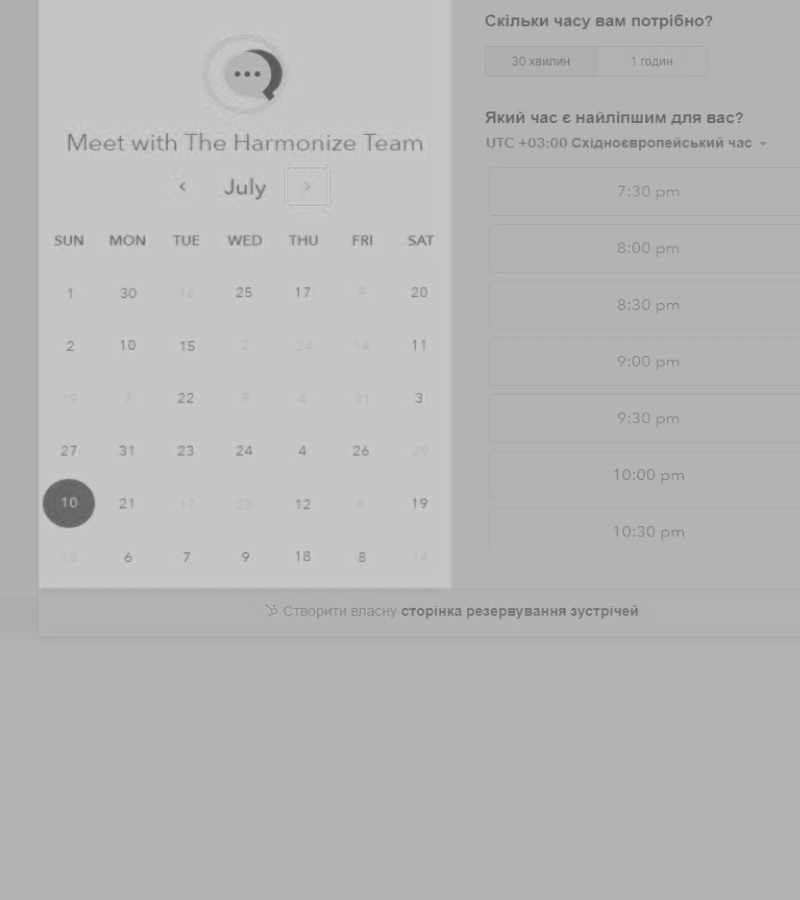 Meet with The Harmonize Team
July
SUN MON TUE WED THU FRI SAT
1 30 16 25 17 9 20
2 10 15 2 24 14 11
19 7 22 9 31 3
27 31 23 24 4 26 29
10 21 17 28 12 6 19
18 6 7 9 18 8 14
Скільки часу вам потрібно?
30 хвилин 1 годин
Який час є найліпшим для вас?
UTC +03:00 Східноєвропейський час
7:30 pm
8:00 pm
8:30 pm
9:00 pm
9:30 pm
10:00 pm
10:30 pm
Створити власну сторінка резервування зустрічей